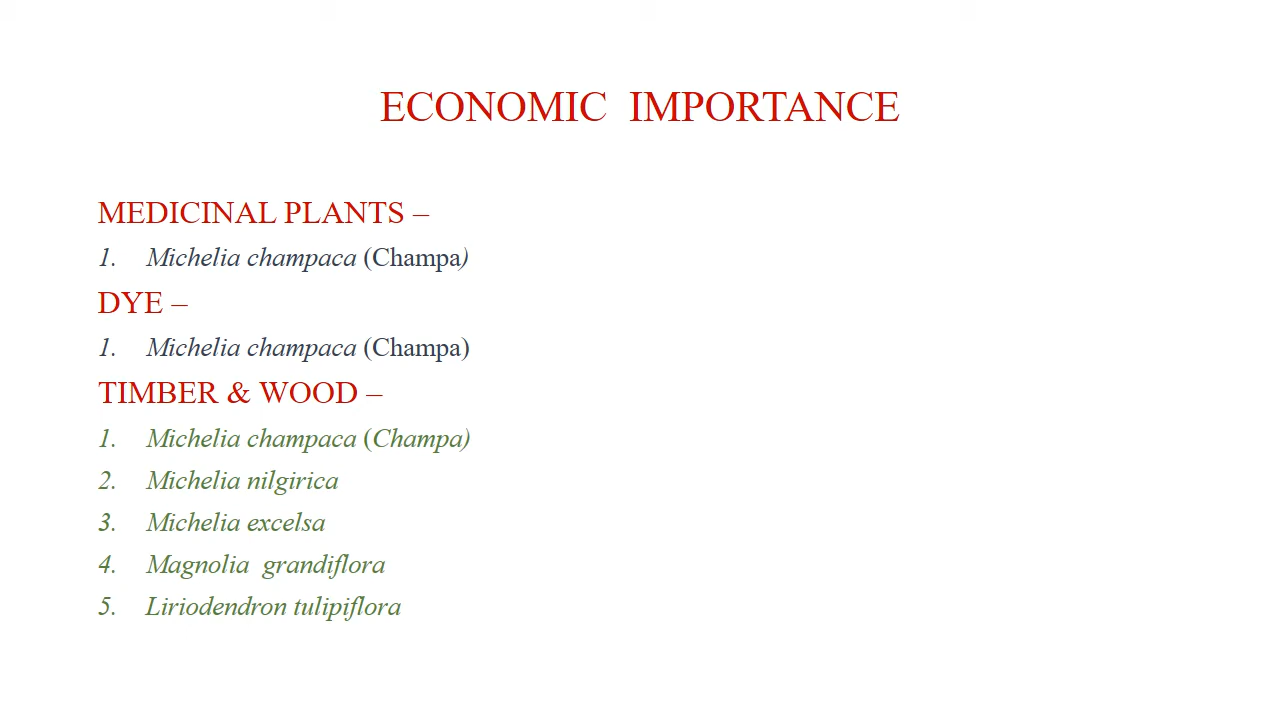 ECONOMIC IMPORTANCE
MEDICINAL PLANTS –
1. Michelia champaca (Champa)
DYE –
1. Michelia champaca (Champa)
TIMBER & WOOD –
1. Michelia champaca (Champa)
2. Michelia nilgirica
3. Michelia excelsa
4. Magnolia grandiflora
5. Liriodendron tulipiflora